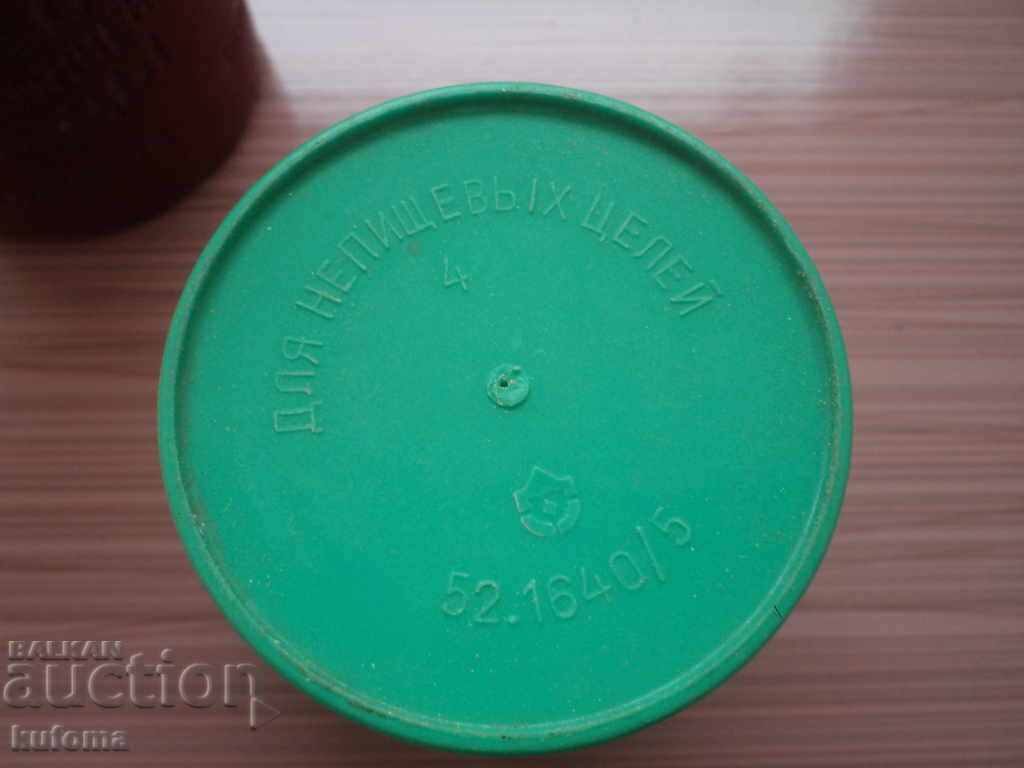 ДЛЯ НЕПИЩЕВЫХ ЦЕЛЕЙ
4
52.1640/5
BALKAN
auction
kufoma